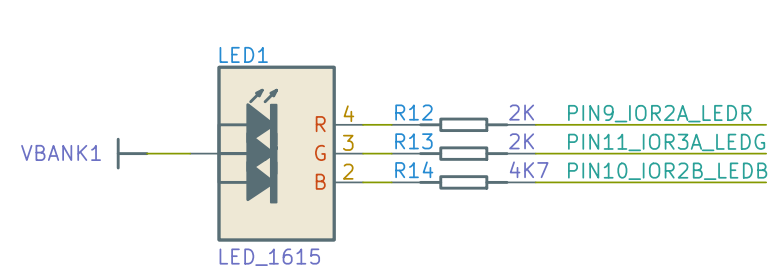 LED1
R 4 R12 2K PIN9_IOR2A_LEDR
VBANK1 G 3 R13 2K PIN11_IOR3A_LEDG
B 2 R14 4K7 PIN10_IOR2B_LEDB
LED_1615